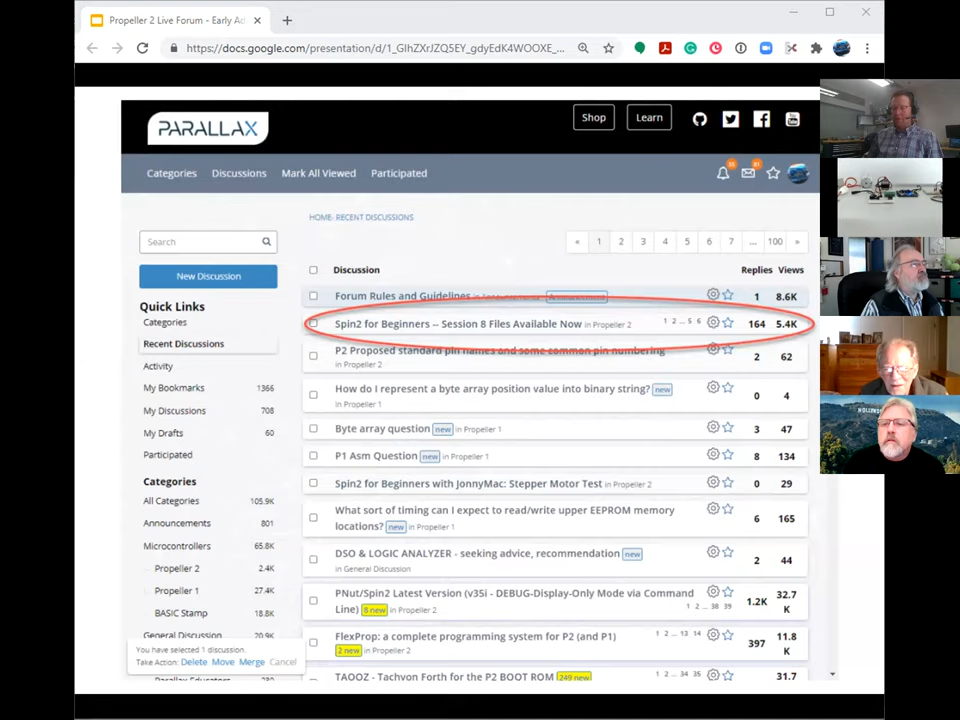 Propeller 2 Live Forum - Early Ad
https://docs.google.com/presentation/d/1_GIhZXrJZQ5EY_gdyEdK4WOOXE_...
PARALLAX
Shop
Learn
Categories
Discussions
Mark All Viewed
Participated
HOME› RECENT DISCUSSIONS
Search
« 1 2 3 4 5 6 7 ... 100 »
New Discussion
Discussion
Replies Views
Quick Links
Categories
Recent Discussions
Activity
My Bookmarks 1366
My Discussions 708
My Drafts 60
Participated
Categories
All Categories 105.9K
Announcements 801
Microcontrollers 65.8K
Propeller 2 2.4K
Propeller 1 27.4K
BASIC Stamp 18.8K
General Discussion 20.9K
You have selected 1 discussion.
Take Action: Delete Move Merge Cancel
Forum Rules and Guidelines in Announcements Announcement 1 8.6K
Spin2 for Beginners -- Session 8 Files Available Now in Propeller 2 1 2 ... 5 6 164 5.4K
P2 Proposed standard pin names and some common pin numbering 2 62
in Propeller 2
How do I represent a byte array position value into binary string? new 0 4
in Propeller 1
Byte array question new in Propeller 1 3 47
P1 Asm Question new in Propeller 1 8 134
Spin2 for Beginners with JonnyMac: Stepper Motor Test in Propeller 2 0 29
What sort of timing can I expect to read/write upper EEPROM memory 6 165
locations? new in Propeller 1
DSO & LOGIC ANALYZER - seeking advice, recommendation new 2 44
in General Discussion
PNut/Spin2 Latest Version (v35i - DEBUG-Display-Only Mode via Command 1.2K 32.7
Line) 8 new in Propeller 2 1 2 ... 38 39 K
FlexProp: a complete programming system for P2 (and P1) 1 2 ... 13 14 397 11.8
2 new in Propeller 2 K
TAOOZ - Tachyon Forth for the P2 BOOT ROM 249 new 1 2 ... 34 35 31.7